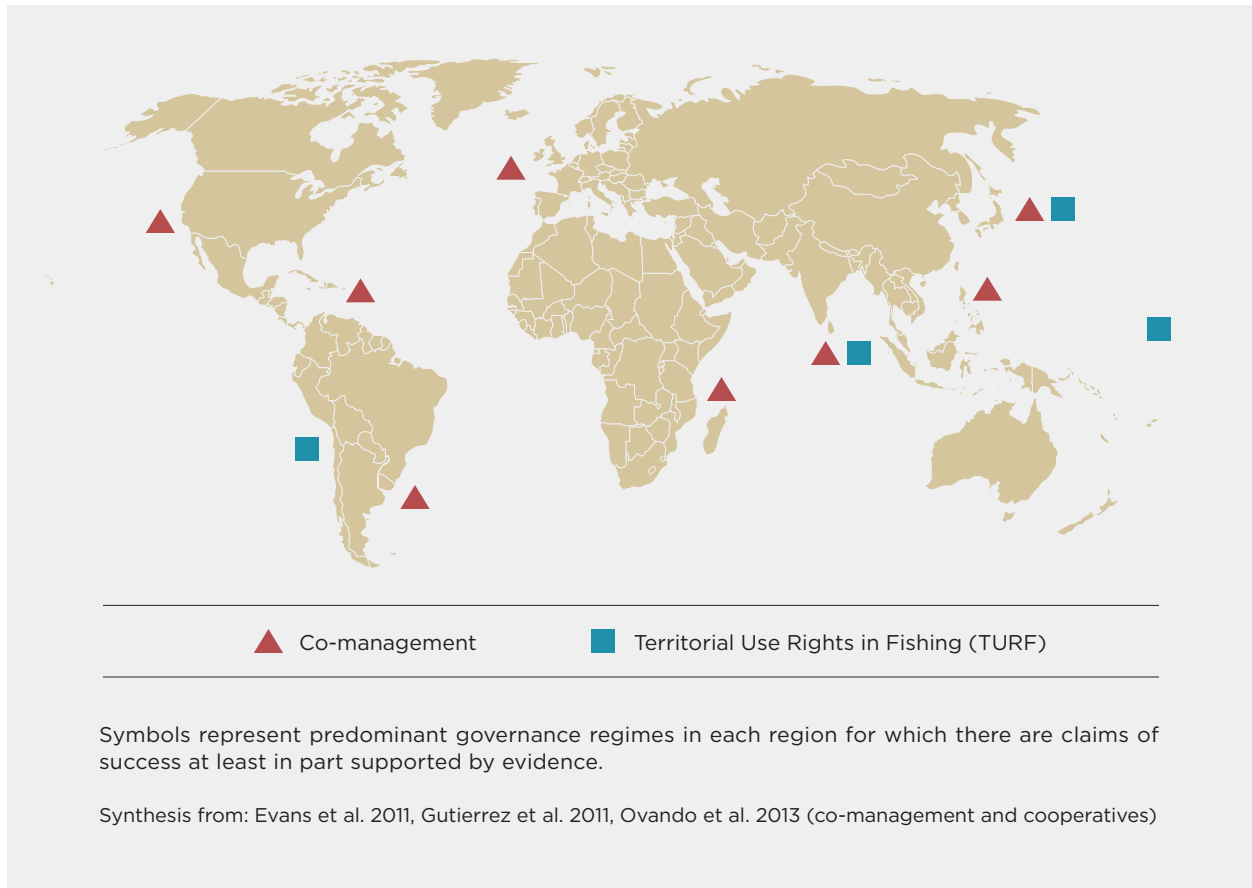 Co-management
Territorial Use Rights in Fishing (TURF)
Symbols represent predominant governance regimes in each region for which there are claims of
success at least in part supported by evidence.
Synthesis from: Evans et al. 2011, Gutierrez et al. 2011, Ovando et al. 2013 (co-management and cooperatives)